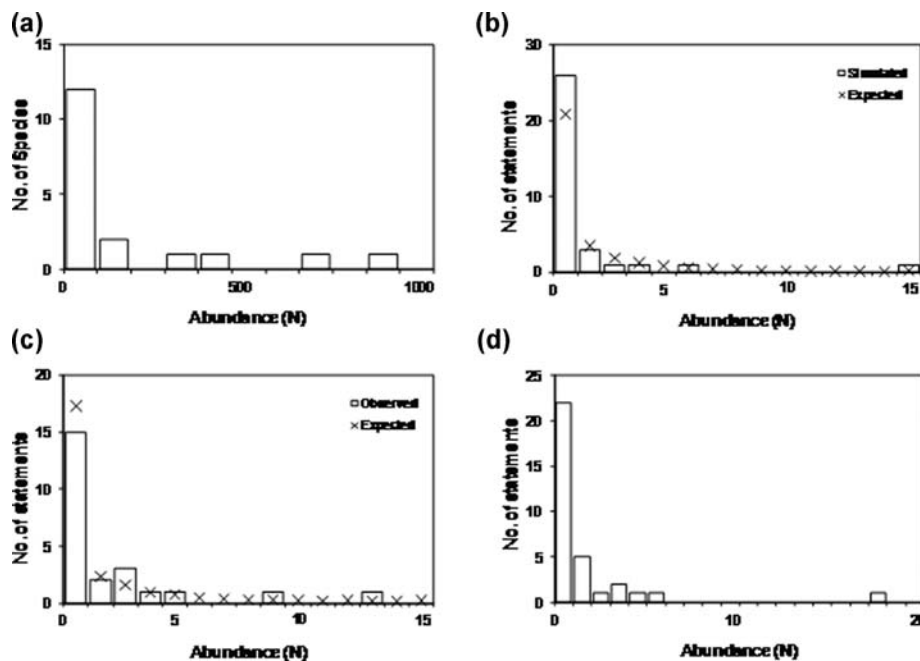 (a)
15
10
5
0
No. of Species
0 500 1000
Abundance (N)
(b)
30
20
10
0
No. of statements
Simulated
Expected
0 5 10 15
Abundance (N)
(c)
20
15
10
5
0
No. of statements
Observed
Expected
0 5 10 15
Abundance (N)
(d)
25
20
15
10
5
0
No. of statements
0 10 20
Abundance (N)